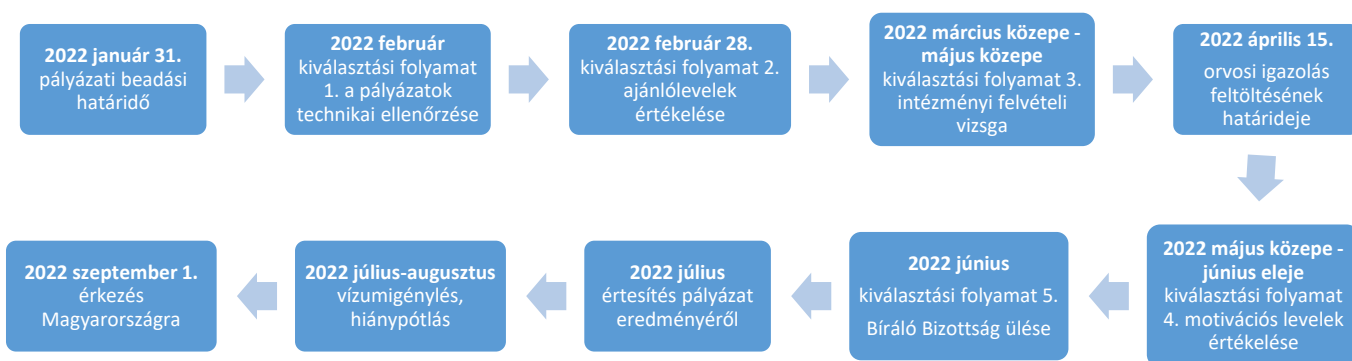 2022 január 31.
pályázati beadási
határidő
2022 február
kiválasztási folyamat
1. a pályázatok
technikai ellenőrzése
2022 február 28.
kiválasztási folyamat 2.
ajánlólevelek
értékelése
2022 március közepe -
május közepe
kiválasztási folyamat 3.
intézményi felvételi
vizsga
2022 április 15.
orvosi igazolás
feltöltésének
határideje
2022 május közepe -
június eleje
kiválasztási folyamat
4. motivációs levelek
értékelése
2022 június
kiválasztási folyamat 5.
Bíráló Bizottság ülése
2022 július
értesítés pályázat
eredményéről
2022 július-augusztus
vízumigénylés,
hiánypótlás
2022 szeptember 1.
érkezés
Magyarországra